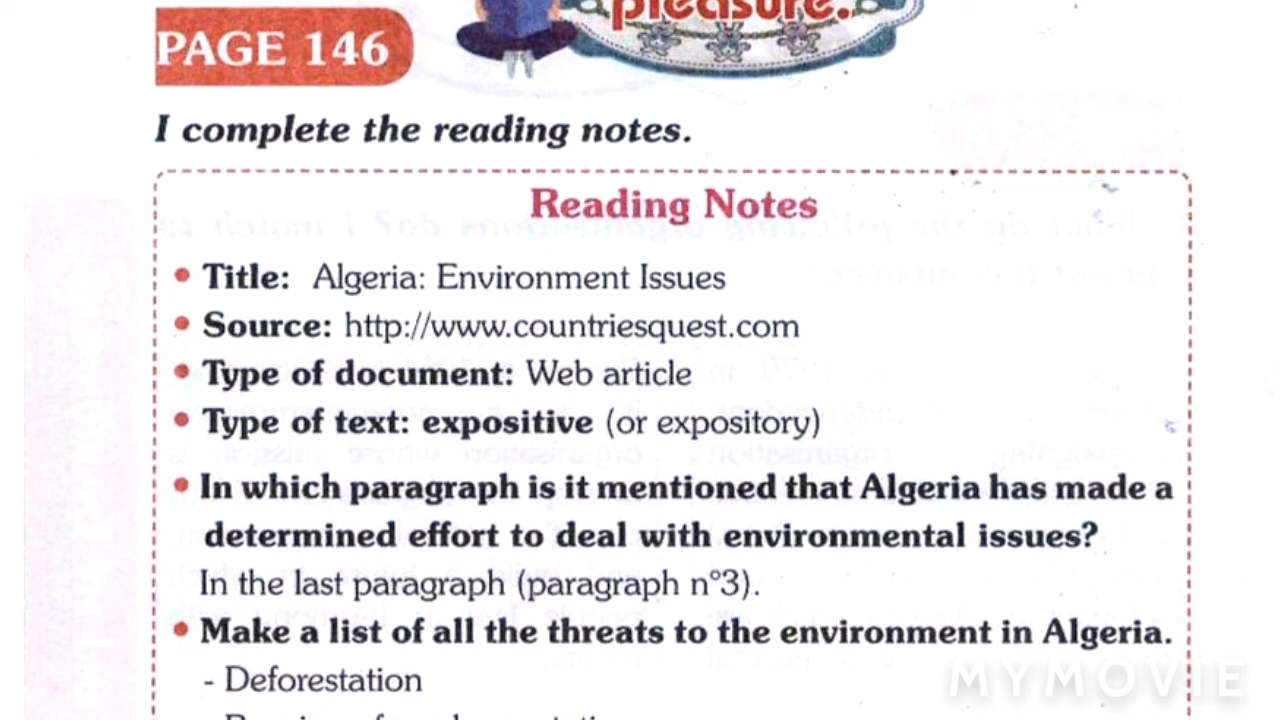 pleasure.
PAGE 146
I complete the reading notes.
Reading Notes
• Title: Algeria: Environment Issues
• Source: http://www.countriesquest.com
• Type of document: Web article
• Type of text: expositive (or expository)
• In which paragraph is it mentioned that Algeria has made a
determined effort to deal with environmental issues?
In the last paragraph (paragraph n°3).
• Make a list of all the threats to the environment in Algeria.
- Deforestation
MYMOVIE